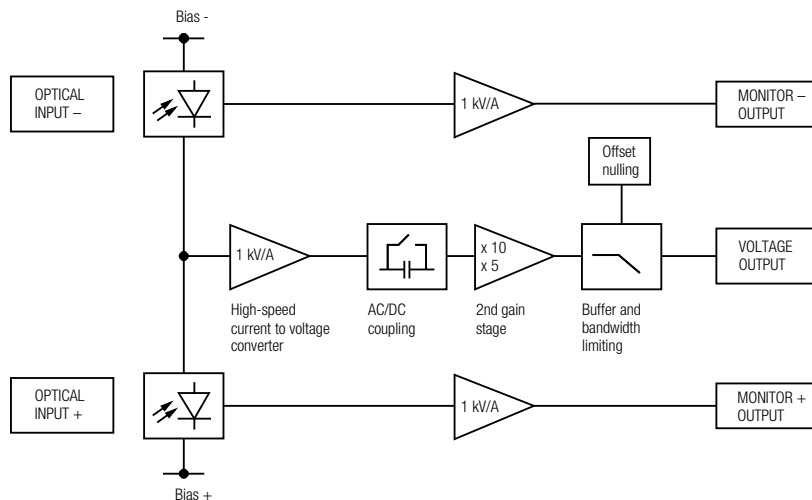 Bias -
OPTICAL
INPUT –
1 kV/A
MONITOR –
OUTPUT
Offset
nulling
1 kV/A
x 10
x 5
VOLTAGE
OUTPUT
High-speed
current to voltage
converter
AC/DC
coupling
2nd gain
stage
Buffer and
bandwidth
limiting
OPTICAL
INPUT +
1 kV/A
MONITOR +
OUTPUT
Bias +